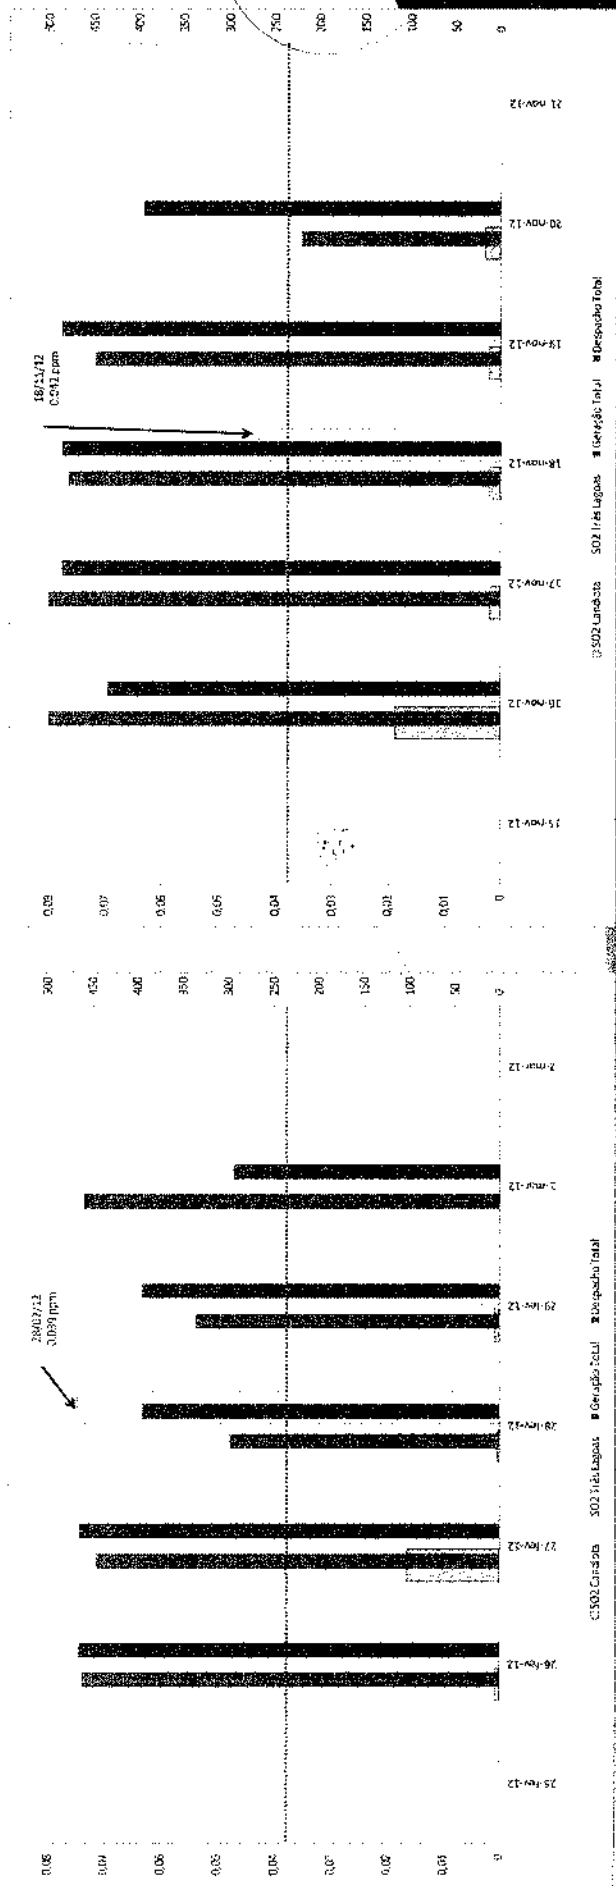 28/02/12
ppm
0,08
0,07
0,06
0,05
0,04
0,03
0,02
0
500
450
400
350
300
250
200
150
100
50
0
25-fev-12
26-fev-12
27-fev-12
28-fev-12
29-fev-12
1-mar-12
2-mar-12
SO2 Candiota
SO2 Três Lagoas
Geração Total
Despacho Total
18/11/12
0.042 ppm
0,08
0,07
0,06
0,05
0,04
0,03
0,02
0,01
0
500
450
400
350
300
250
200
150
100
50
0
15-nov-12
16-nov-12
17-nov-12
18-nov-12
19-nov-12
20-nov-12
21-nov-12
SO2 Candiota
SO2 Três Lagoas
Geração Total
Despacho Total